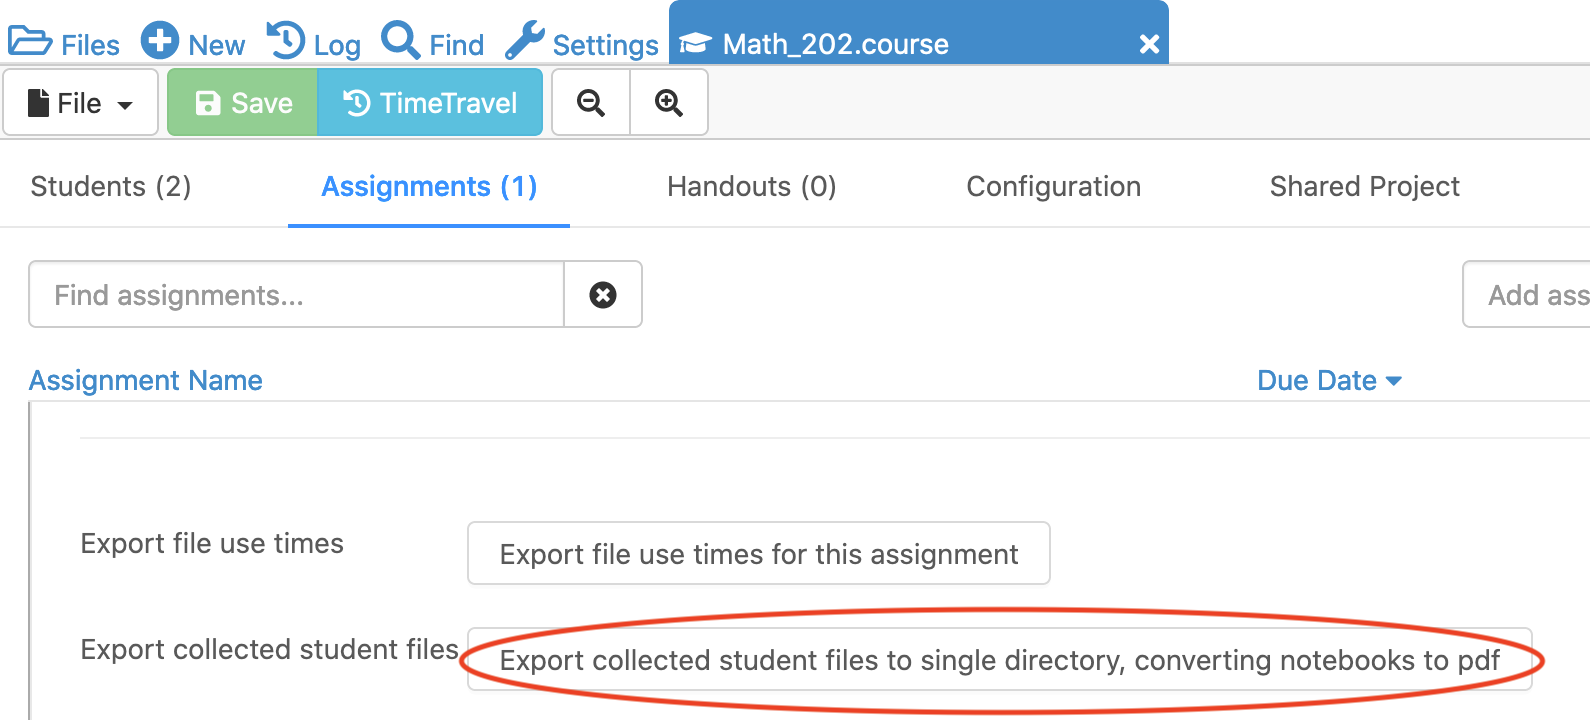 Files New Log Find Settings Math_202.course
File Save TimeTravel
Students (2) Assignments (1) Handouts (0) Configuration Shared Project
Find assignments... Add ass
Assignment Name Due Date
Export file use times Export file use times for this assignment
Export collected student files Export collected student files to single directory, converting notebooks to pdf